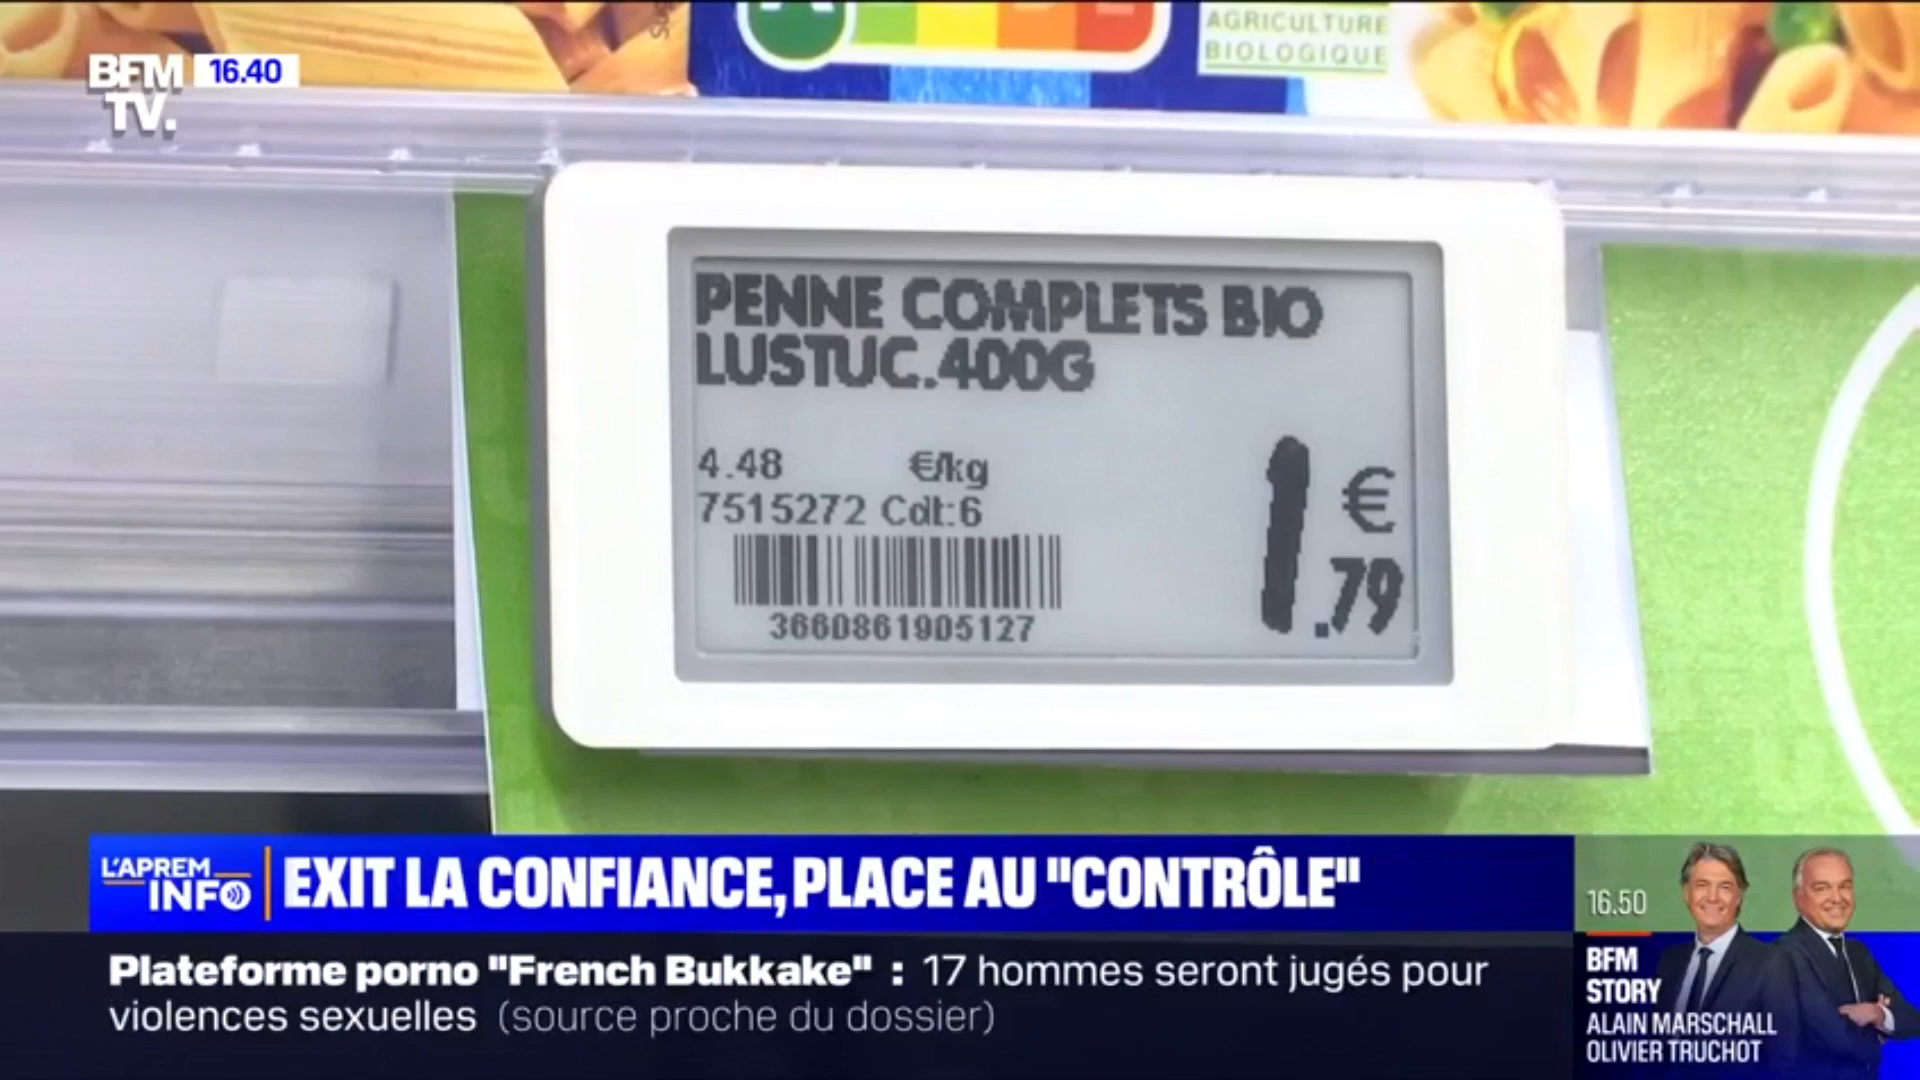 AGRICULTURE
BIOLOGIQUE
BFM 16.40
TV.
PENNE COMPLETS BIO
LUSTUC.400G
4.48 €/kg
7515272 Cdt:6
3660861905127
1 €
.79
L'APREM
INFO
EXIT LA CONFIANCE, PLACE AU "CONTRÔLE"
16.50
Plateforme porno "French Bukkake" : 17 hommes seront jugés pour
violences sexuelles (source proche du dossier)
BFM
STORY
ALAIN MARSCHALL
OLIVIER TRUCHOT